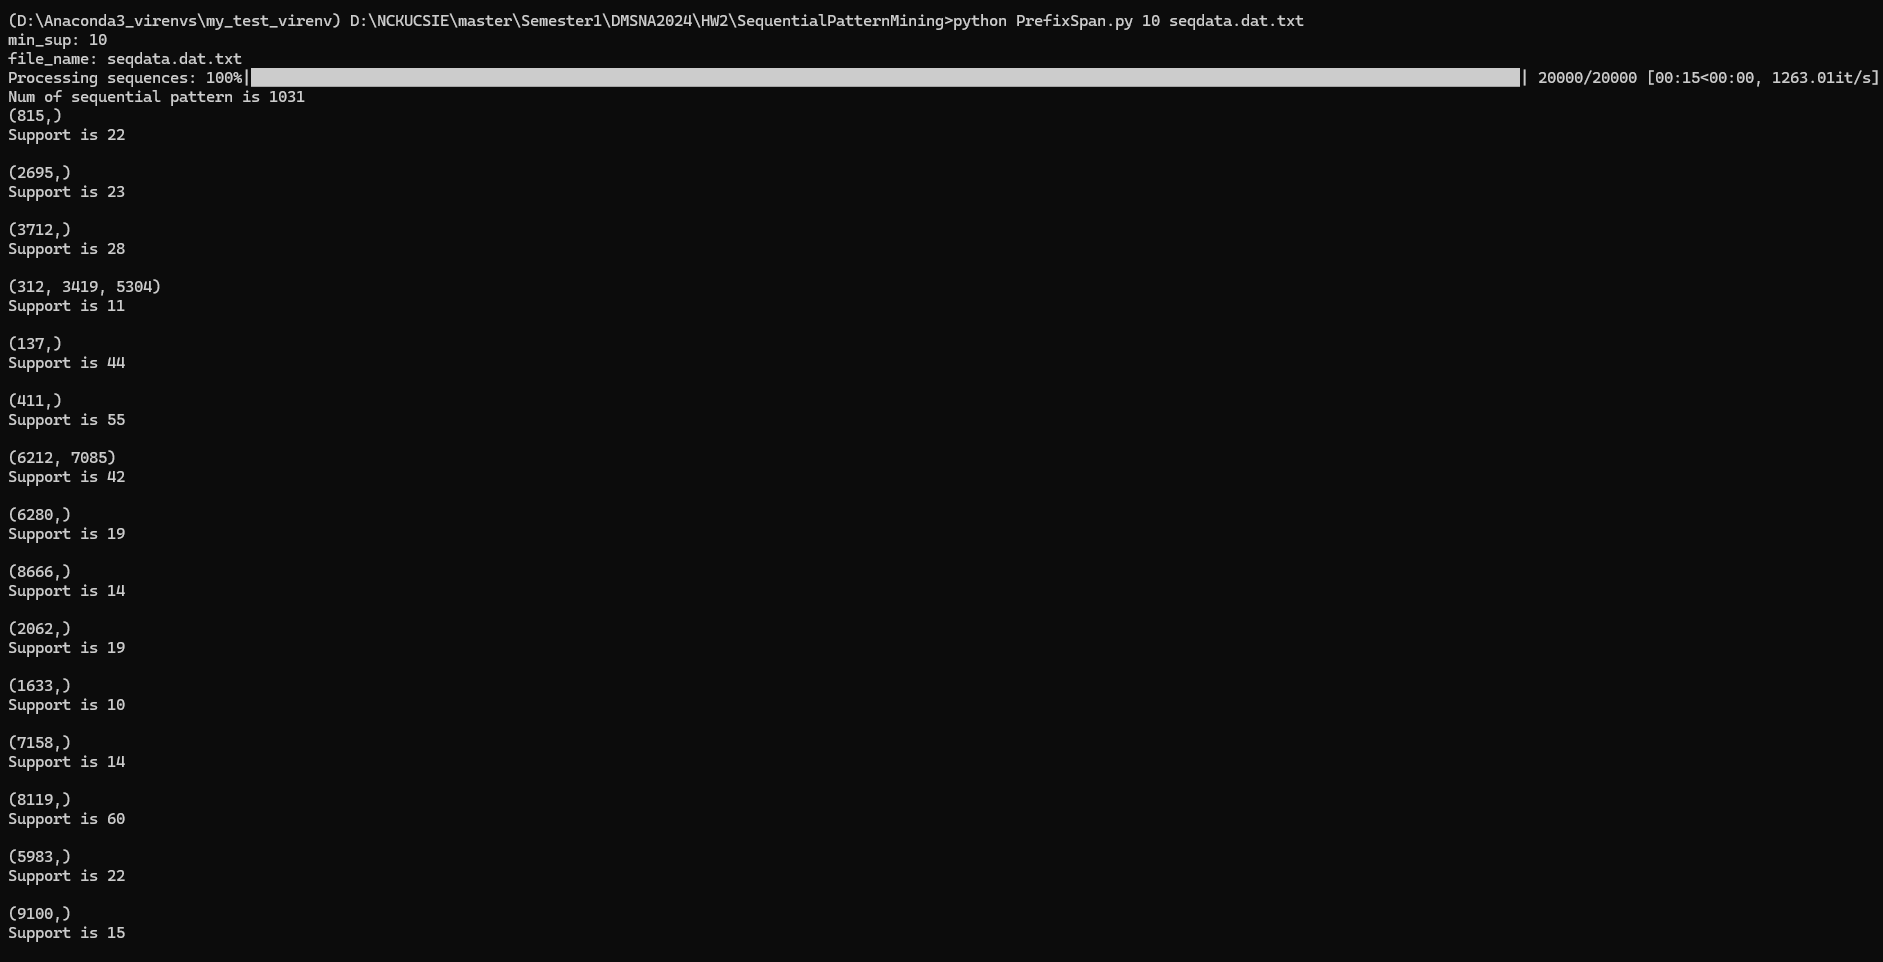 (D:\Anaconda3_virenvs\my_test_virenv) D:\NCKUCSIE\master\Semester1\DMSNA2024\HW2\SequentialPatternMining>python PrefixSpan.py 10 seqdata.dat.txt
min_sup: 10
file_name: seqdata.dat.txt
Processing sequences: 100%| | 20000/20000 [00:15<00:00, 1263.01it/s]
Num of sequential pattern is 1031
(815,)
Support is 22
(2695,)
Support is 23
(3712,)
Support is 28
(312, 3419, 5304)
Support is 11
(137,)
Support is 44
(411,)
Support is 55
(6212, 7085)
Support is 42
(6280,)
Support is 19
(8666,)
Support is 14
(2062,)
Support is 19
(1633,)
Support is 10
(7158,)
Support is 14
(8119,)
Support is 60
(5983,)
Support is 22
(9100,)
Support is 15